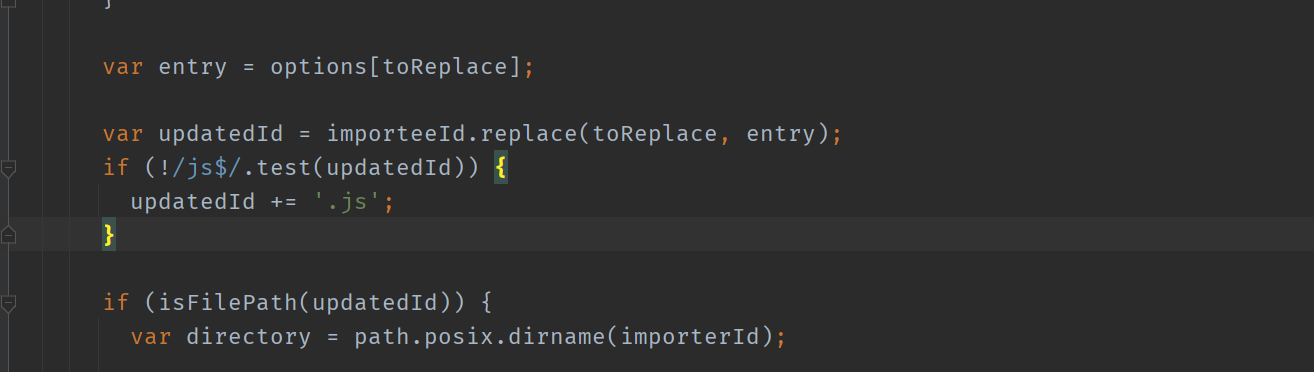 }
var entry = options[toReplace];
var updatedId = importeeId.replace(toReplace, entry);
if (!/js$/.test(updatedId)) {
updatedId += '.js';
}
if (isFilePath(updatedId)) {
var directory = path.posix.dirname(importerId);